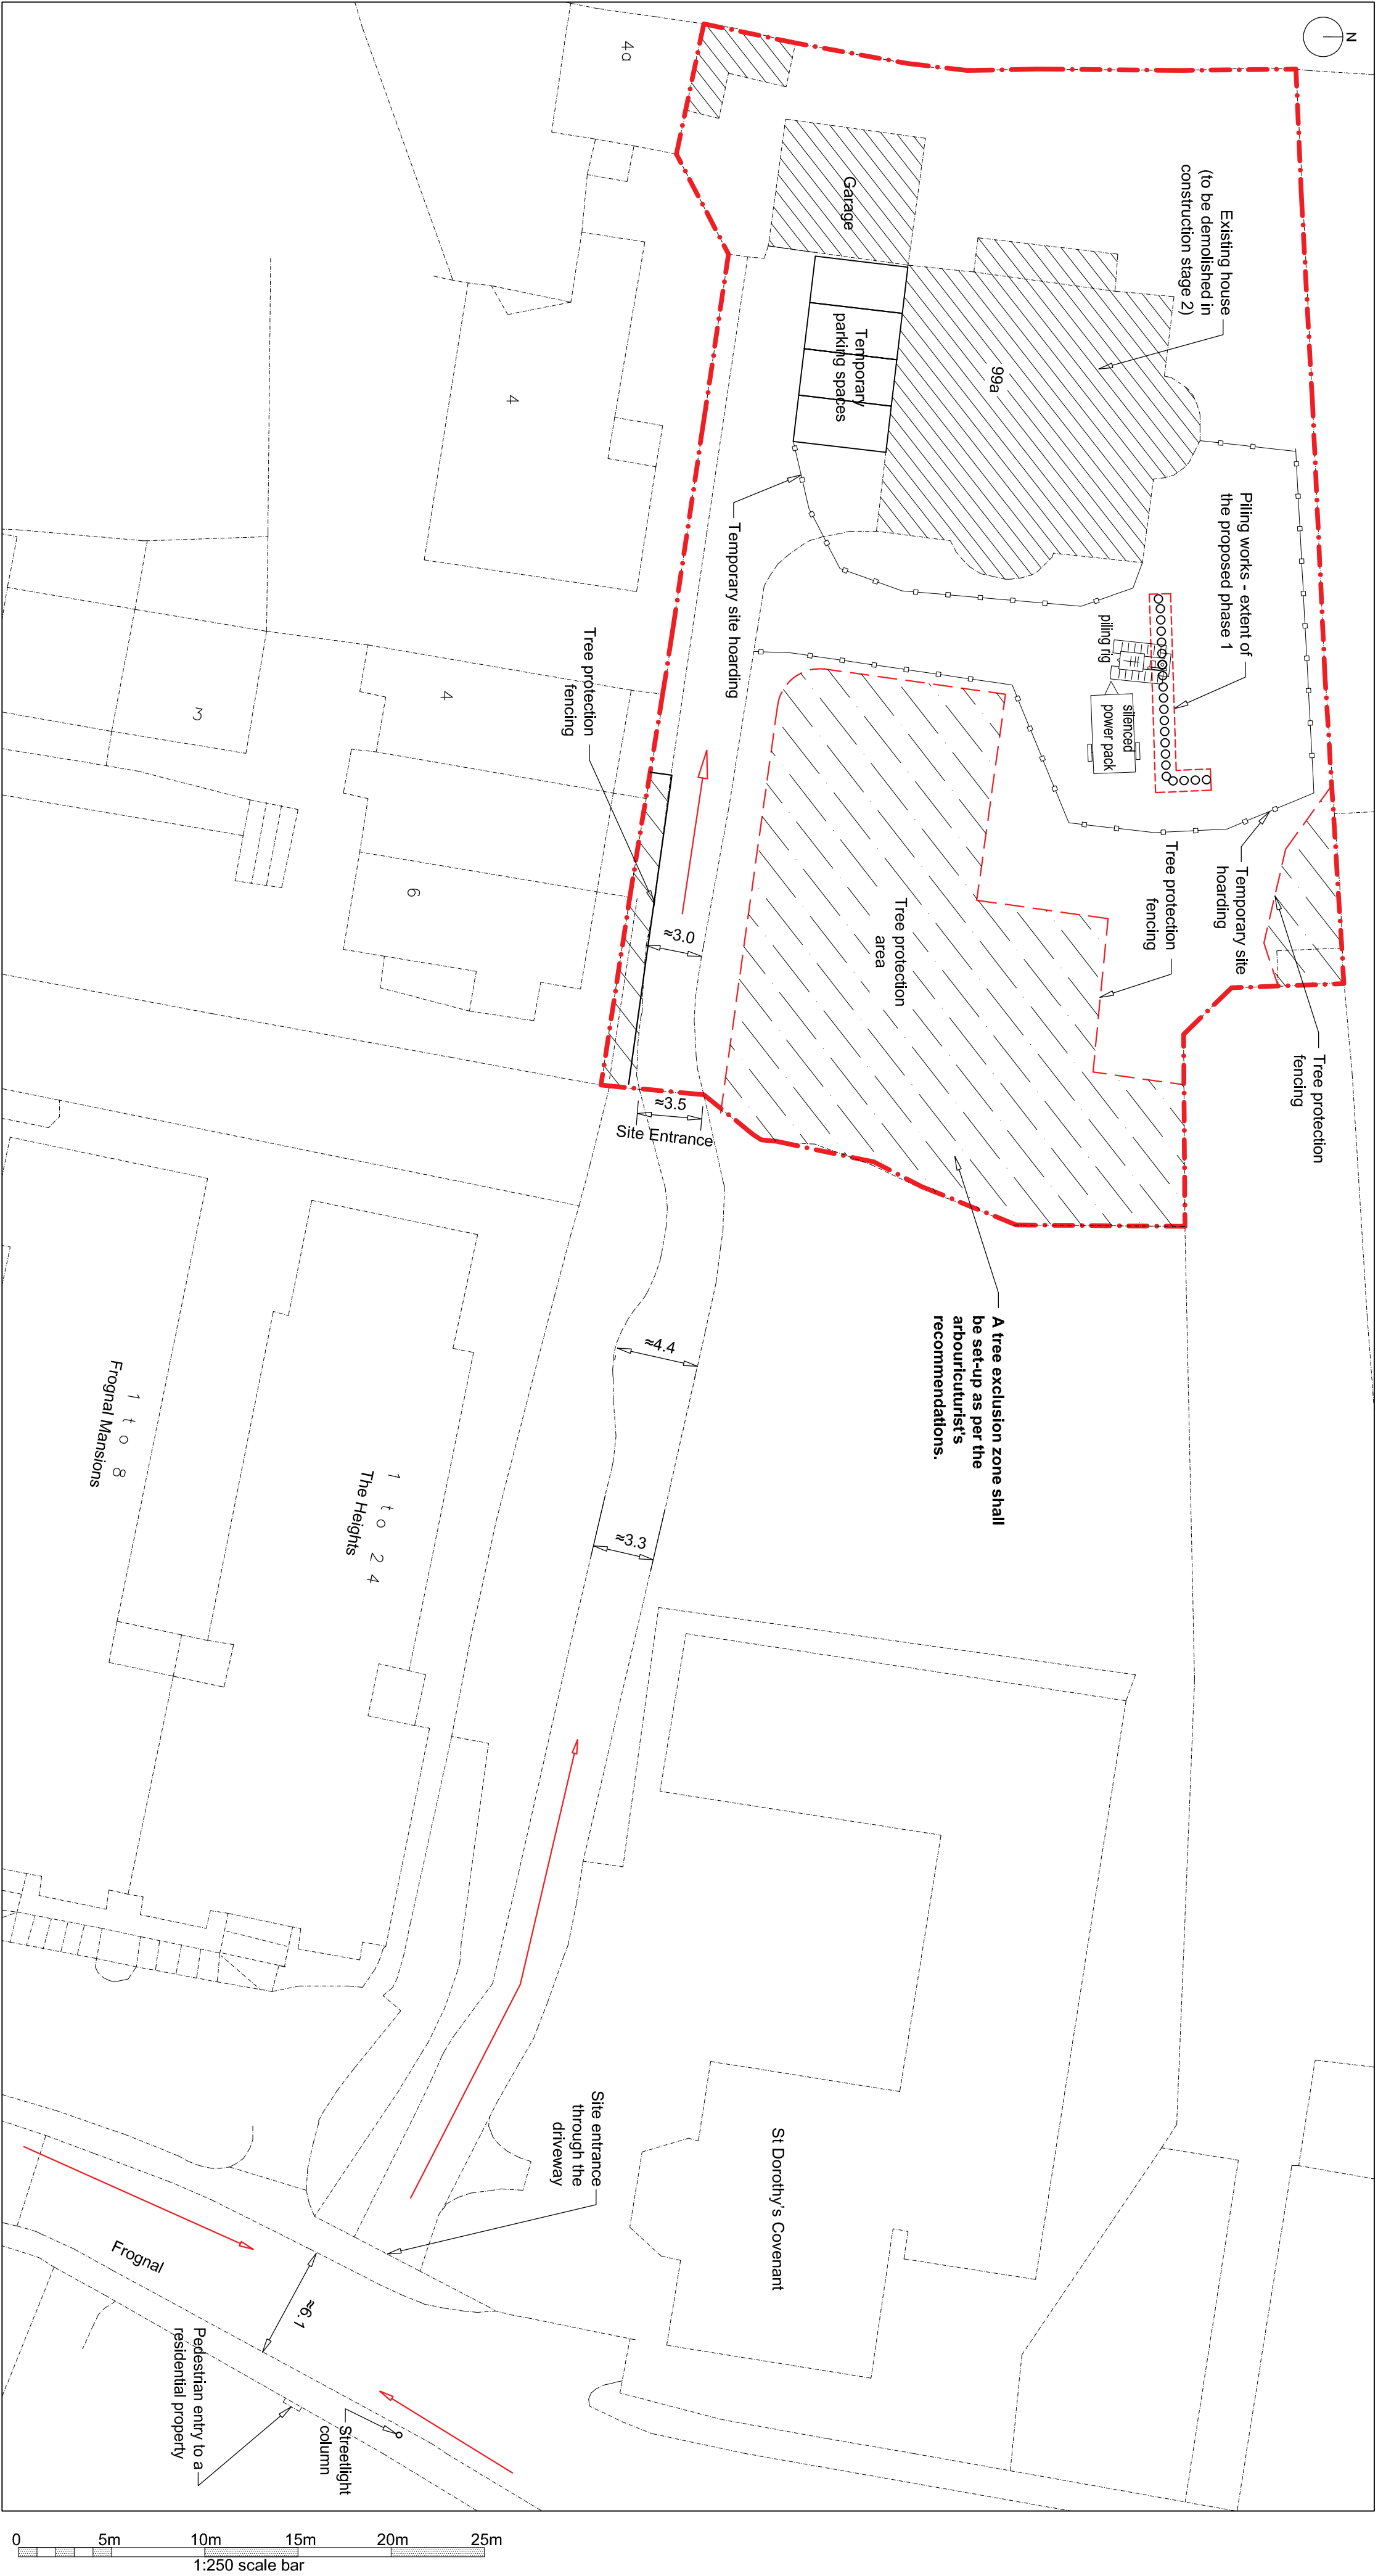 N
4a
Garage
Existing house
(to be demolished in
construction stage 2)
Temporary
parking spaces
99a
4
Piling works - extent of
the proposed phase 1
piling rig
silenced
power pack
Temporary site hoarding
Tree protection
fencing
4
3
6
≈3.0
Tree protection
area
Tree protection
fencing
Temporary site
hoarding
Tree protection
fencing
≈3.5
Site Entrance
A tree exclusion zone shall
be set-up as per the
arbouricuturist's
recommendations.
≈4.4
≈3.3
1 to 8
Frognal Mansions
1 to 24
The Heights
Site entrance
through the
driveway
St Dorothy's Covenant
Frognal
≈6.1
Pedestrian entry to a
residential property
Streetlight
column
0 5m 10m 15m 20m 25m
1:250 scale bar